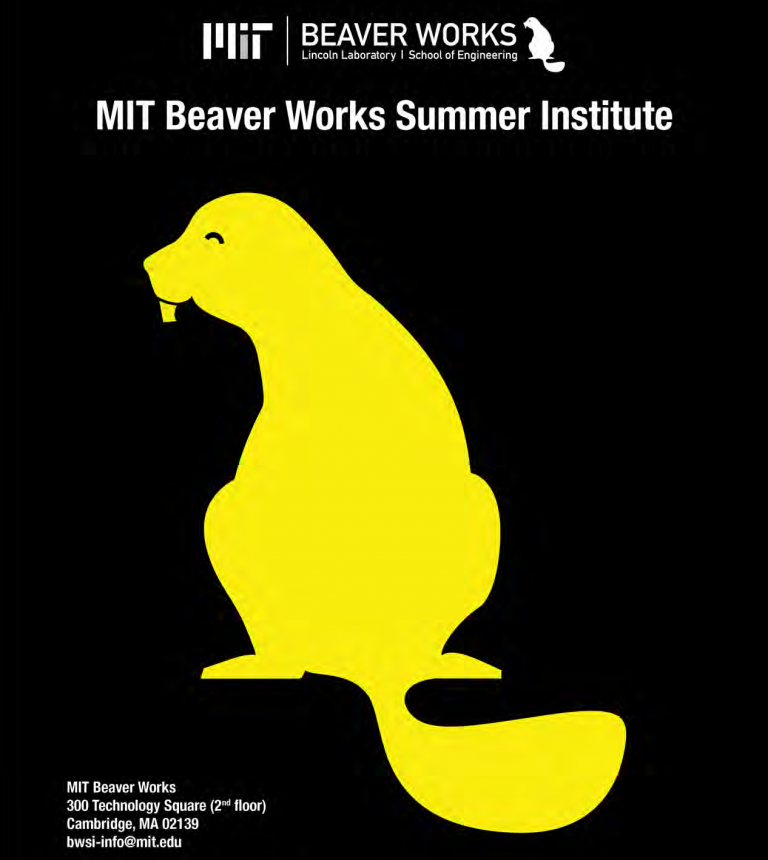 MIT
BEAVER WORKS
Lincoln Laboratory | School of Engineering
MIT Beaver Works Summer Institute
MIT Beaver Works
300 Technology Square (2nd floor)
Cambridge, MA 02139
bwsi-info@mit.edu